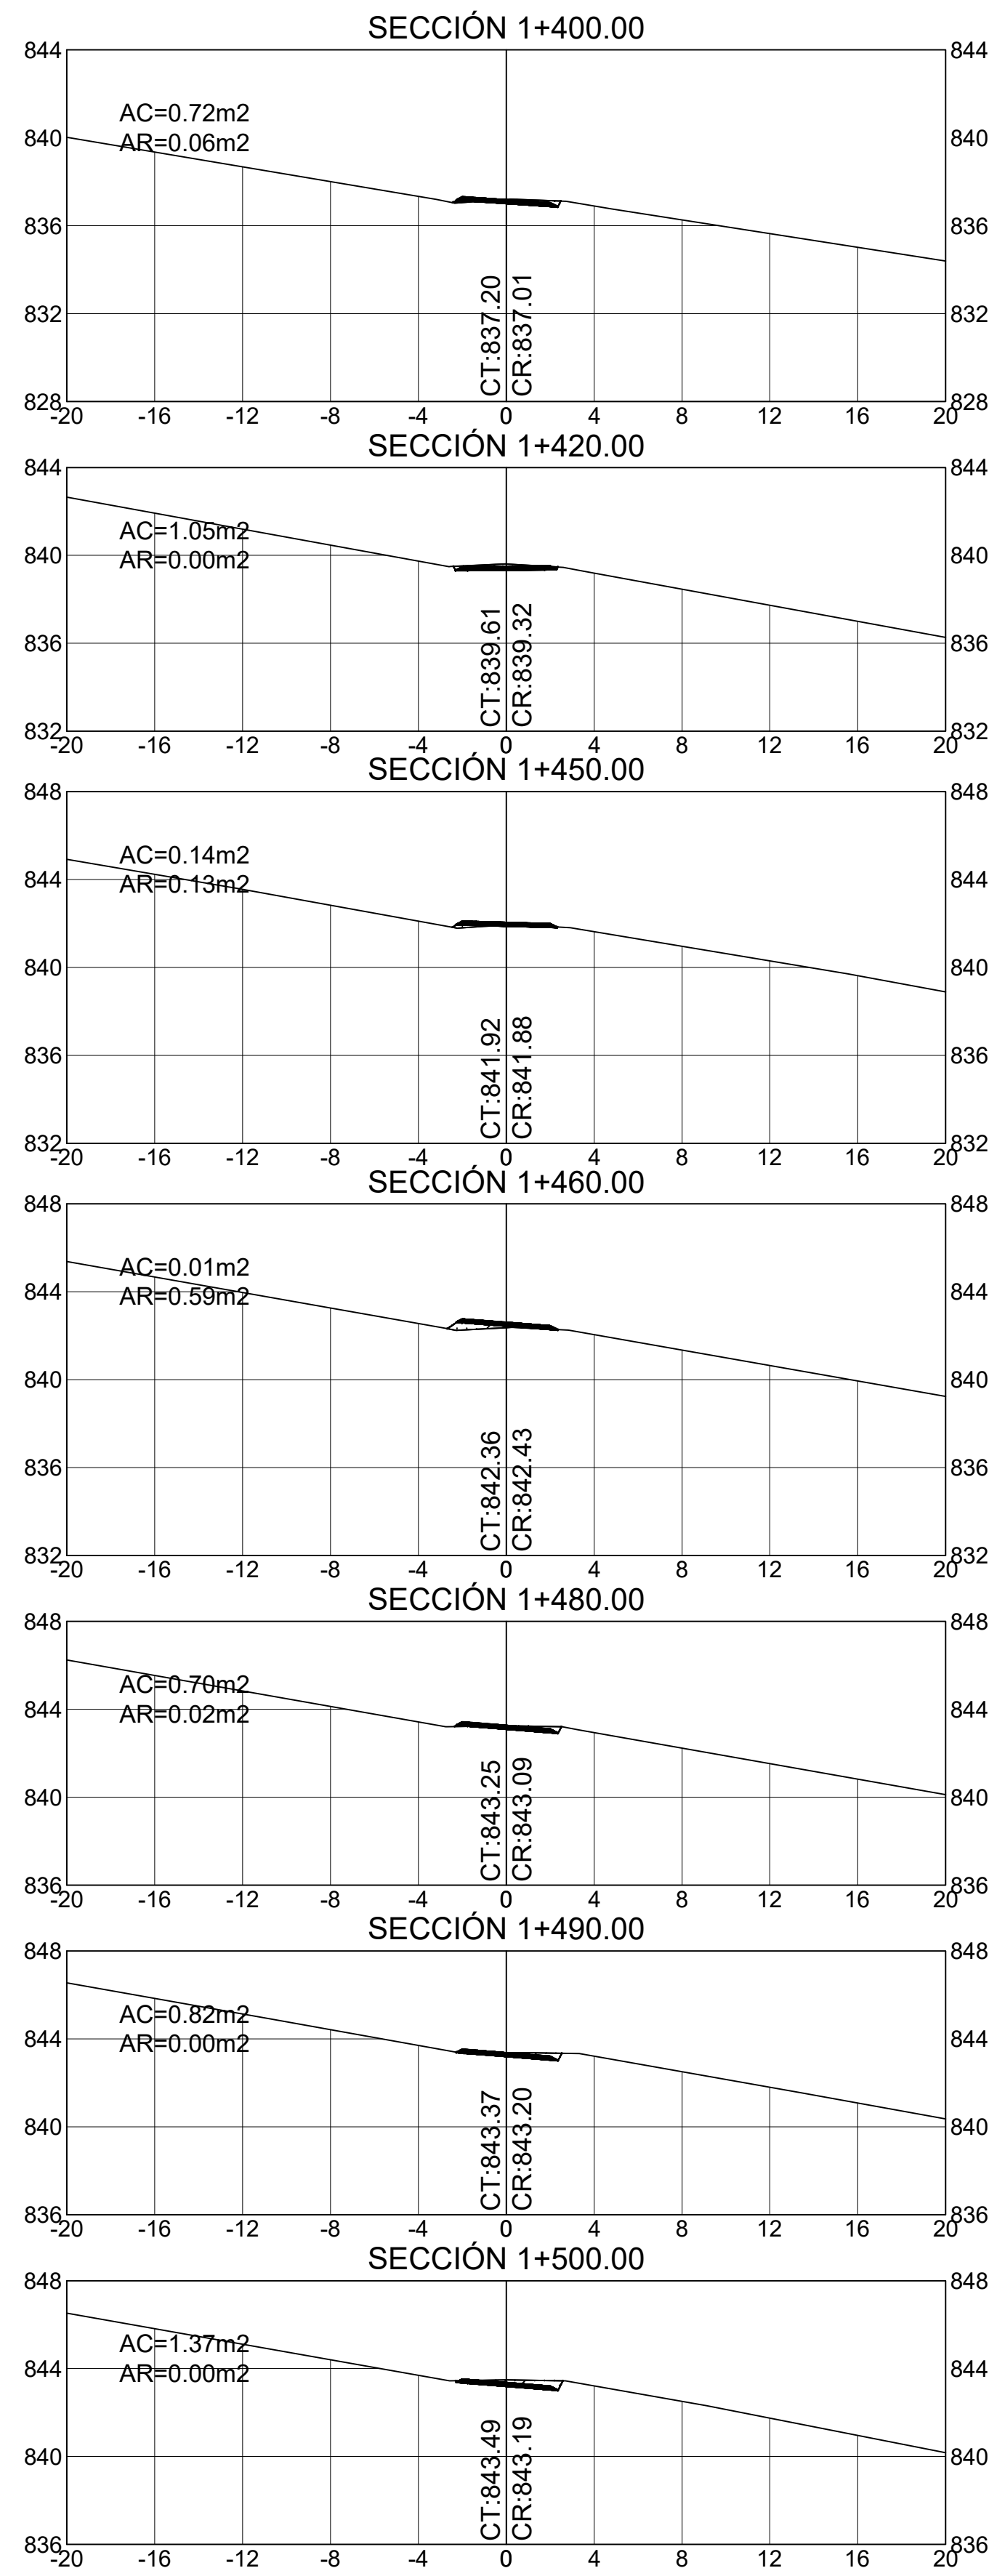 SECCIÓN 1+400.00
844 844
AC=0.72m2
840 AR=0.06m2 840
836 836
832 832
CT:837.20
CR:837.01
828 828
-20 -16 -12 -8 -4 0 4 8 12 16 20
SECCIÓN 1+420.00
844 844
AC=1.05m2
840 AR=0.00m2 840
836 836
CT:839.61
CR:839.32
832 832
-20 -16 -12 -8 -4 0 4 8 12 16 20
SECCIÓN 1+450.00
848 848
AC=0.14m2
844 AR=0.13m2 844
840 840
836 836
CT:841.92
CR:841.88
832 832
-20 -16 -12 -8 -4 0 4 8 12 16 20
SECCIÓN 1+460.00
848 848
AC=0.01m2
844 AR=0.59m2 844
840 840
836 836
CT:842.36
CR:842.43
832 832
-20 -16 -12 -8 -4 0 4 8 12 16 20
SECCIÓN 1+480.00
848 848
AC=0.70m2
844 AR=0.02m2 844
840 840
CT:843.25
CR:843.09
836 836
-20 -16 -12 -8 -4 0 4 8 12 16 20
SECCIÓN 1+490.00
848 848
AC=0.82m2
844 AR=0.00m2 844
840 840
CT:843.37
CR:843.20
836 836
-20 -16 -12 -8 -4 0 4 8 12 16 20
SECCIÓN 1+500.00
848 848
AC=1.37m2
844 AR=0.00m2 844
840 840
CT:843.49
CR:843.19
836 836
-20 -16 -12 -8 -4 0 4 8 12 16 20